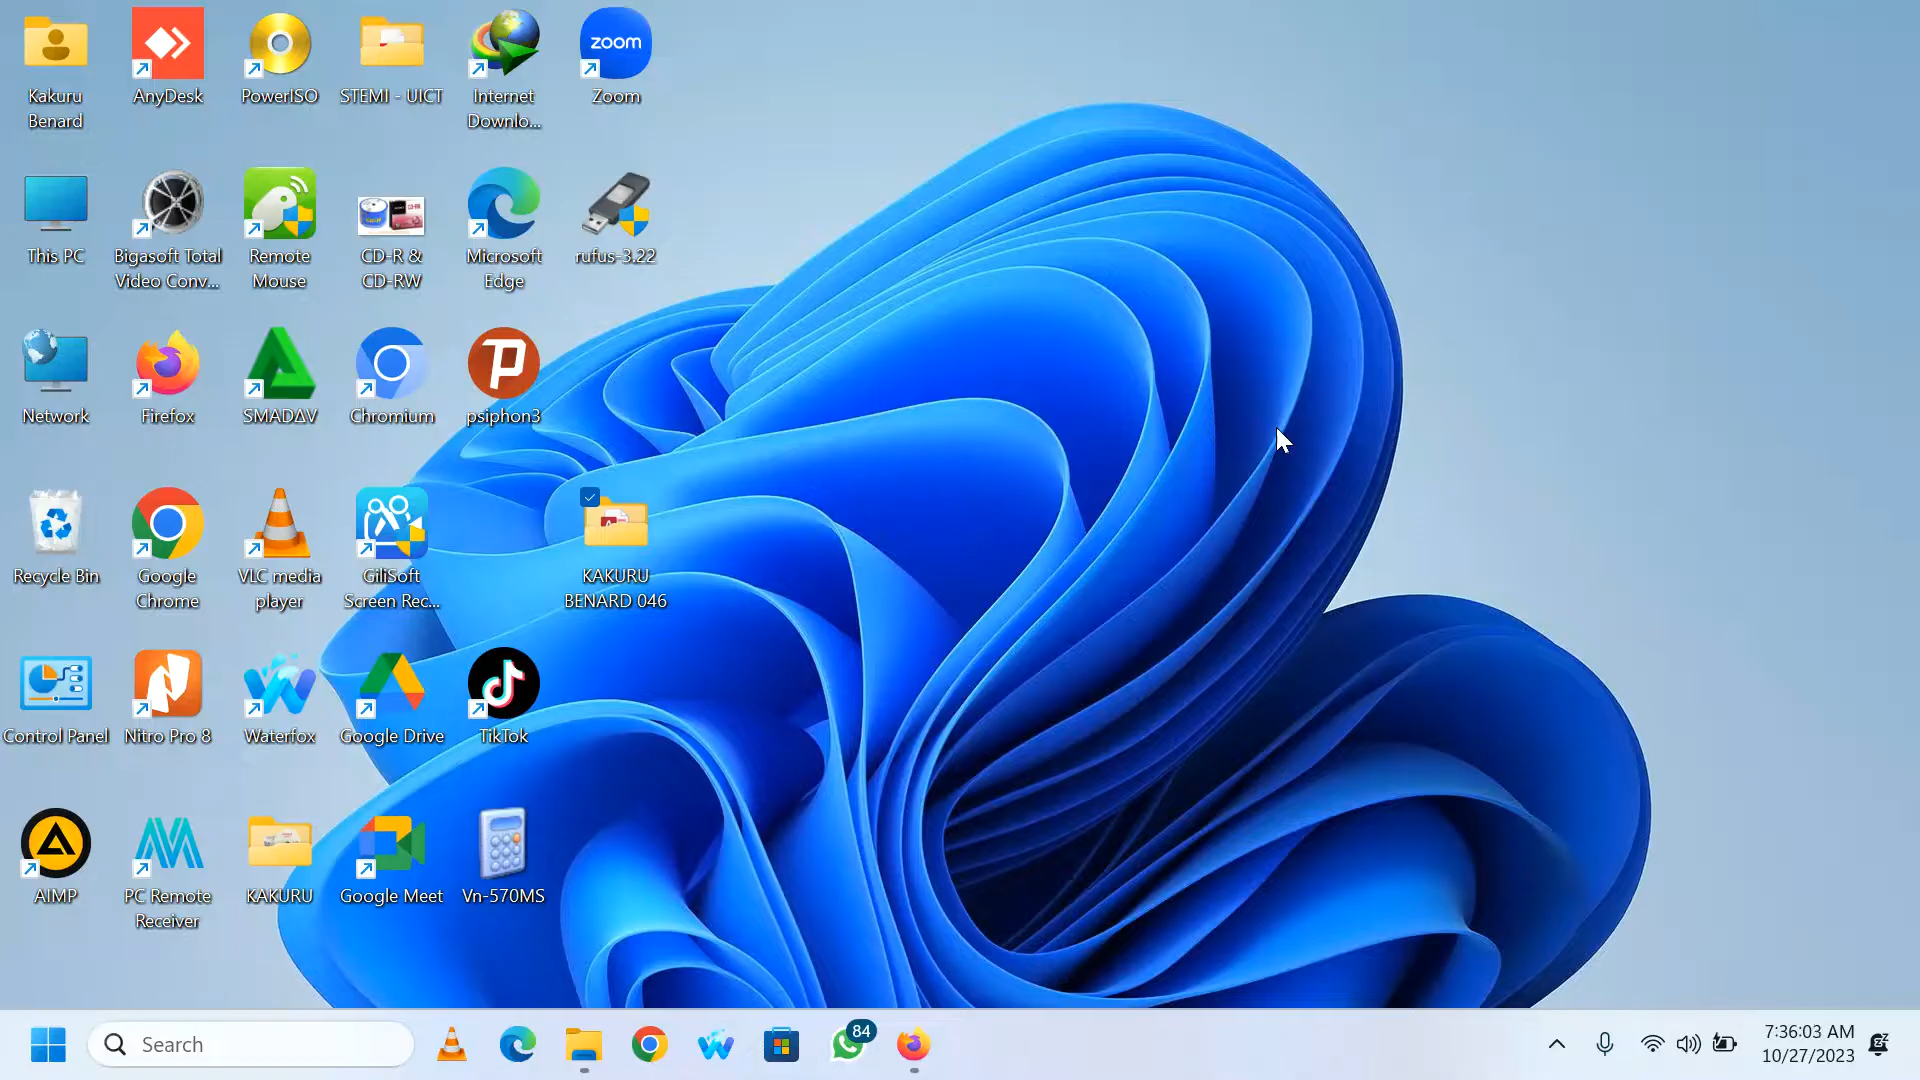 Kakuru
Benard
AnyDesk
PowerISO
STEMI - UICT
Internet
Downlo...
zoom
Zoom
This PC
Bigasoft Total
Video Conv...
Remote
Mouse
CD-R &
CD-RW
Microsoft
Edge
rufus-3.22
Network
Firefox
SMADΔV
Chromium
psiphon3
Recycle Bin
Google
Chrome
VLC media
player
GiliSoft
Screen Rec...
KAKURU
BENARD 046
Control Panel
Nitro Pro 8
Waterfox
Google Drive
TikTok
AIMP
PC Remote
Receiver
KAKURU
Google Meet
Vn-570MS
Search
84
7:36:03 AM
10/27/2023